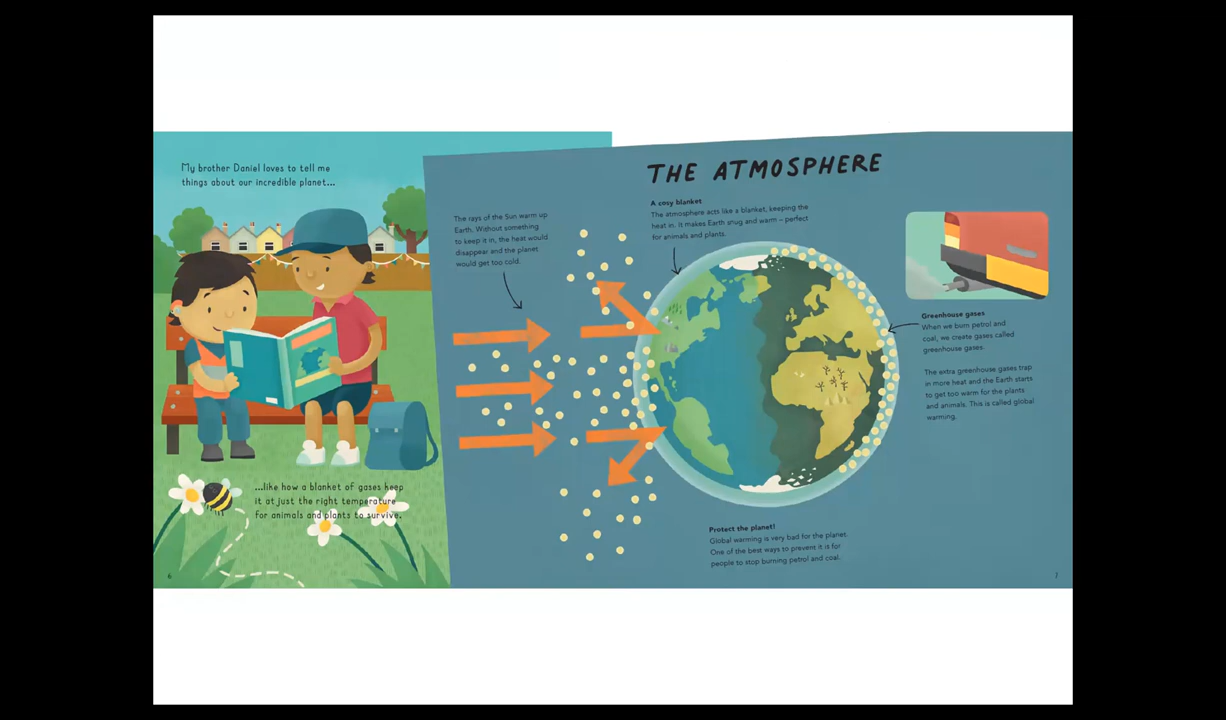 My brother Daniel loves to tell me
things about our incredible planet...
...like how a blanket of gases keep
it at just the right temperature
for animals and plants to survive.
6
THE ATMOSPHERE
The rays of the Sun warm up
Earth. Without something
to keep it in, the heat would
disappear and the planet
would get too cold.
A cosy blanket
The atmosphere acts like a blanket, keeping the
heat in. It makes Earth snug and warm – perfect
for animals and plants.
Greenhouse gases
When we burn petrol and
coal, we create gases called
greenhouse gases.
The extra greenhouse gases trap
in more heat and the Earth starts
to get too warm for the plants
and animals. This is called global
warming.
Protect the planet!
Global warming is very bad for the planet.
One of the best ways to prevent it is for
people to stop burning petrol and coal.
7